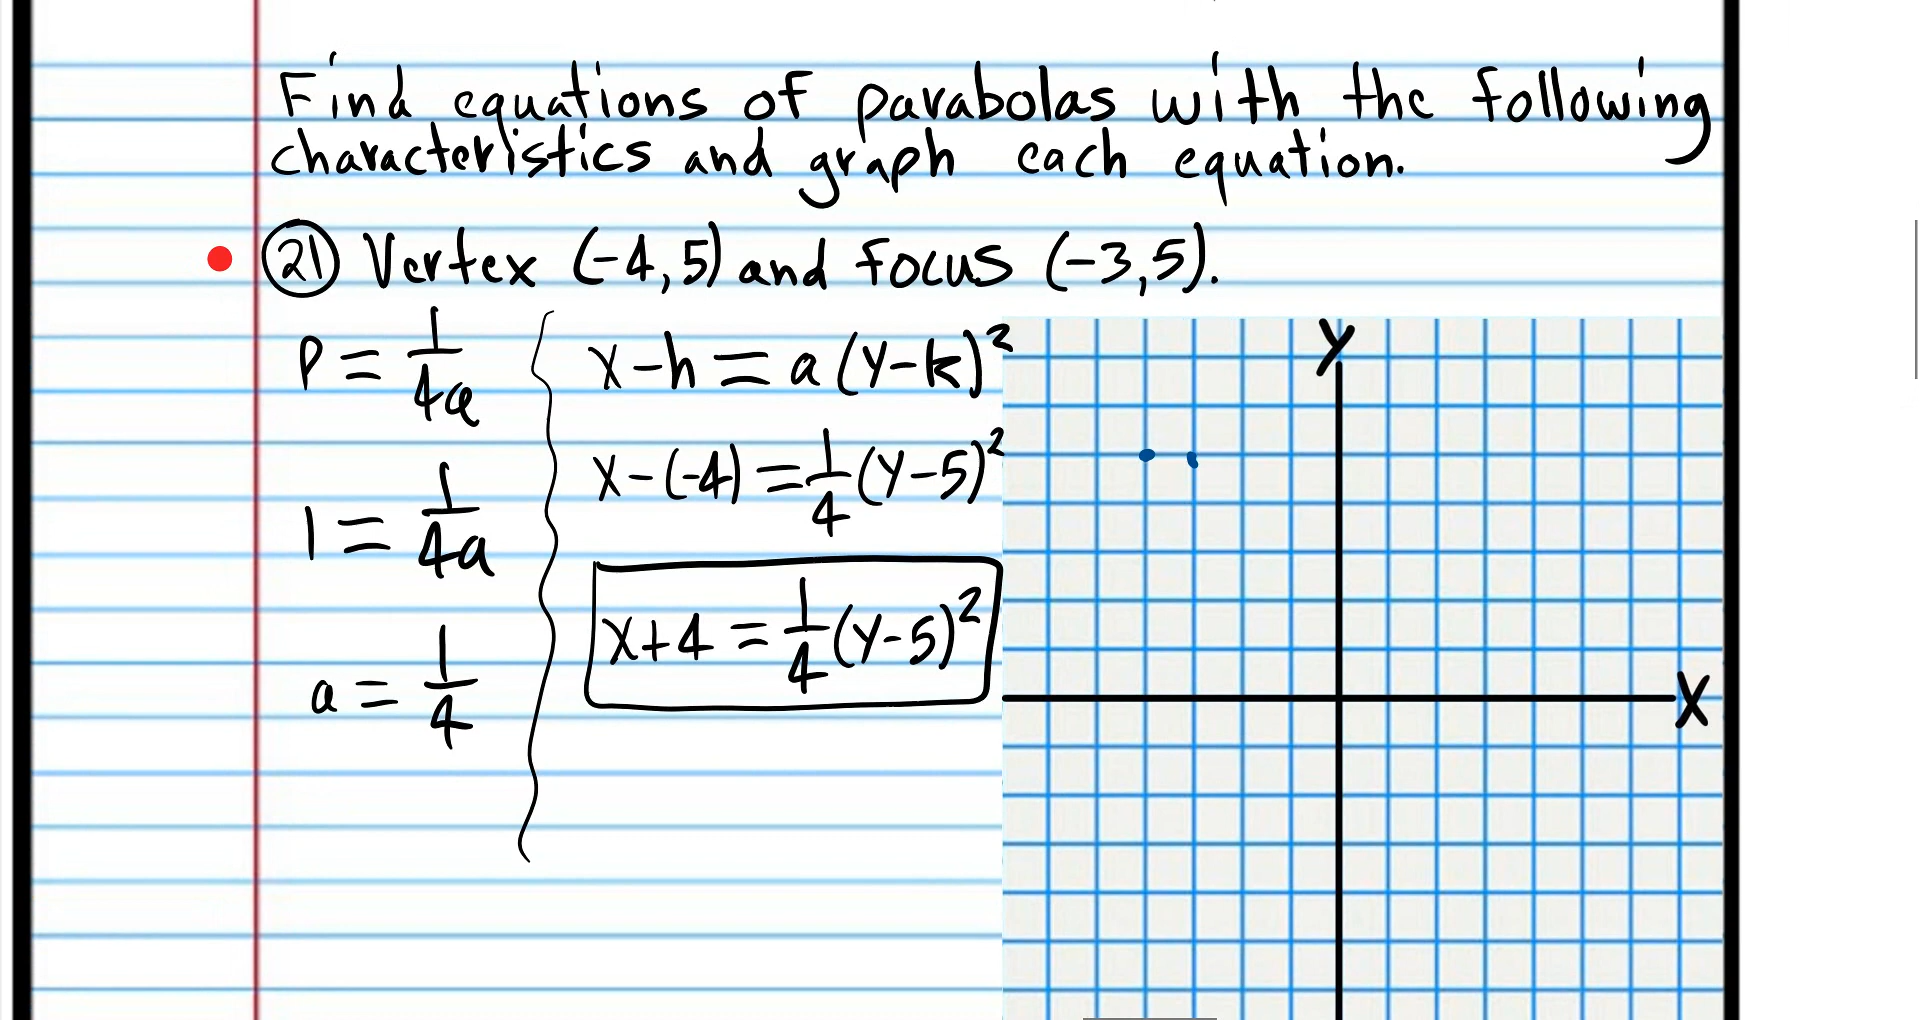 Find equations of parabolas with the following
characteristics and graph each equation.
21 Vertex (-4,5) and focus (-3,5).
P = 1/4a
1 = 1/4a
a = 1/4
x-h = a(y-k)²
x-(-4) = 1/4(y-5)²
x+4 = 1/4(y-5)²
Y
X